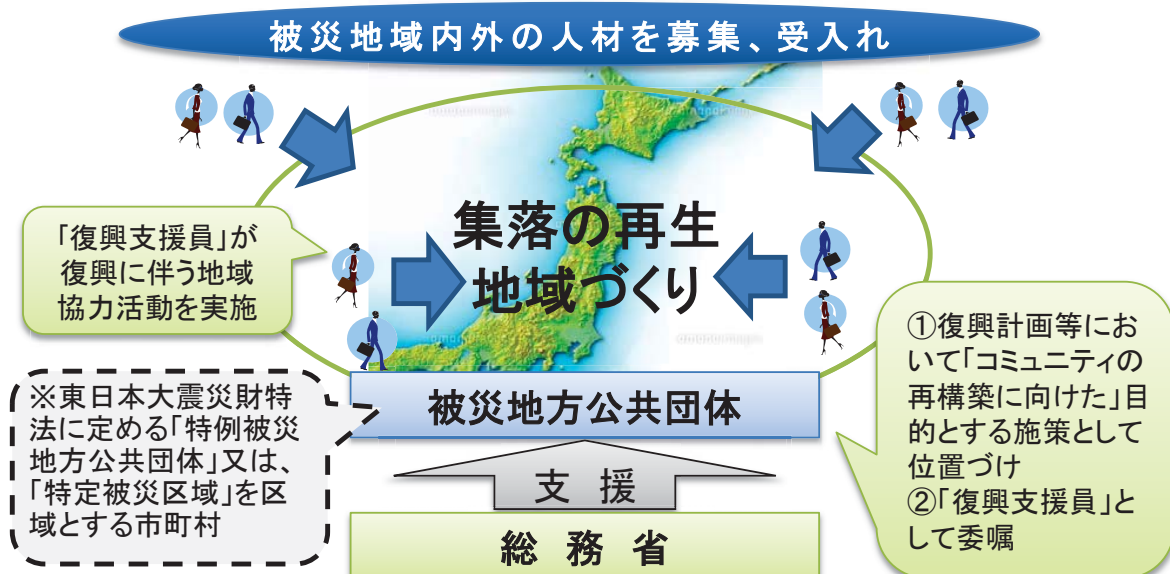 被災地域内外の人材を募集、受入れ
「復興支援員」が
復興に伴う地域
協力活動を実施
集落の再生
地域づくり
①復興計画等にお
いて「コミュニティの
再構築に向けた」目
的とする施策として
位置づけ
②「復興支援員」と
して委嘱
※東日本大震災財特
法に定める「特例被災
地方公共団体」又は、
「特定被災区域」を区
域とする市町村
被災地方公共団体
支 援
総 務 省